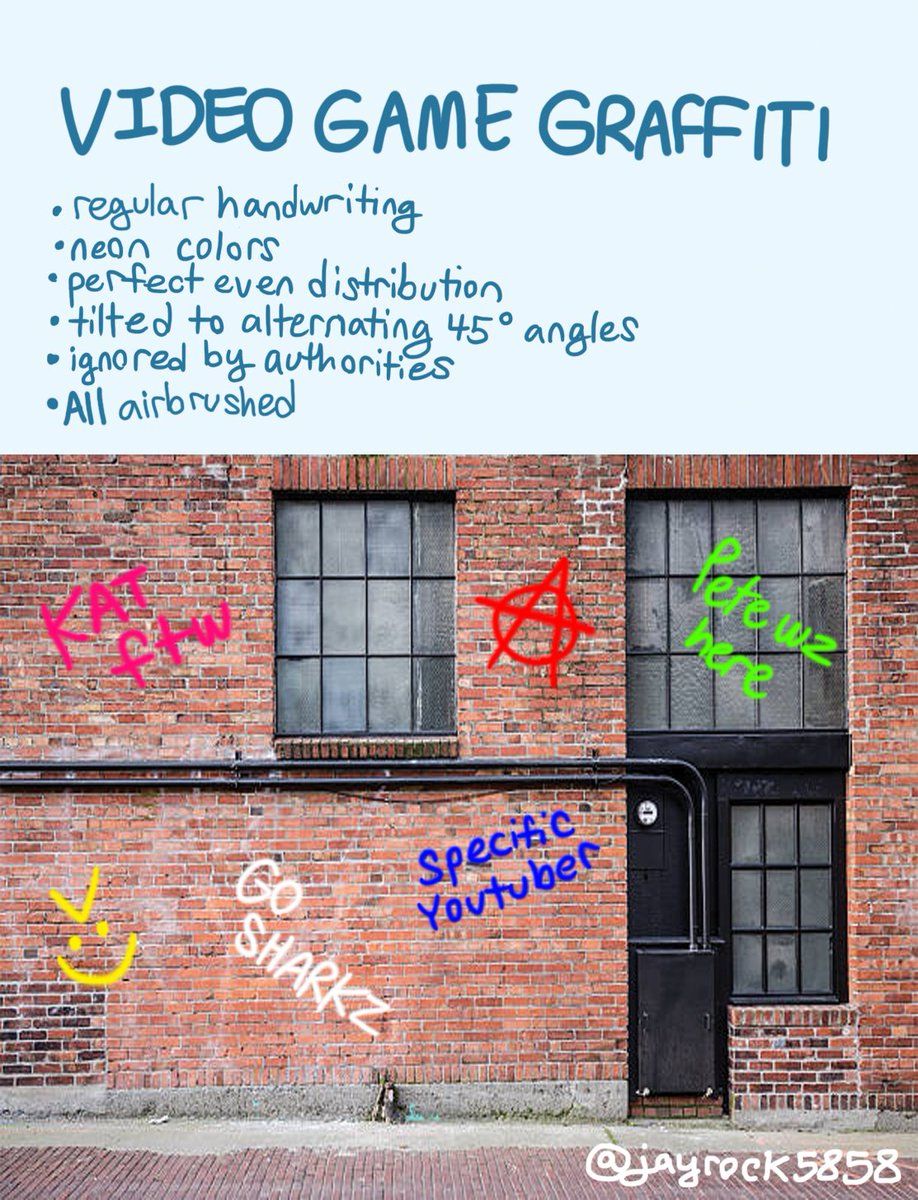 VIDEO GAME GRAFFITI
• regular handwriting
• neon colors
• perfect even distribution
• tilted to alternating 45° angles
• ignored by authorities
• All airbrushed
KAT
ftw
A
Pete wz
here
Specific
Youtuber
GO
SHARKZ
@jayrock5858